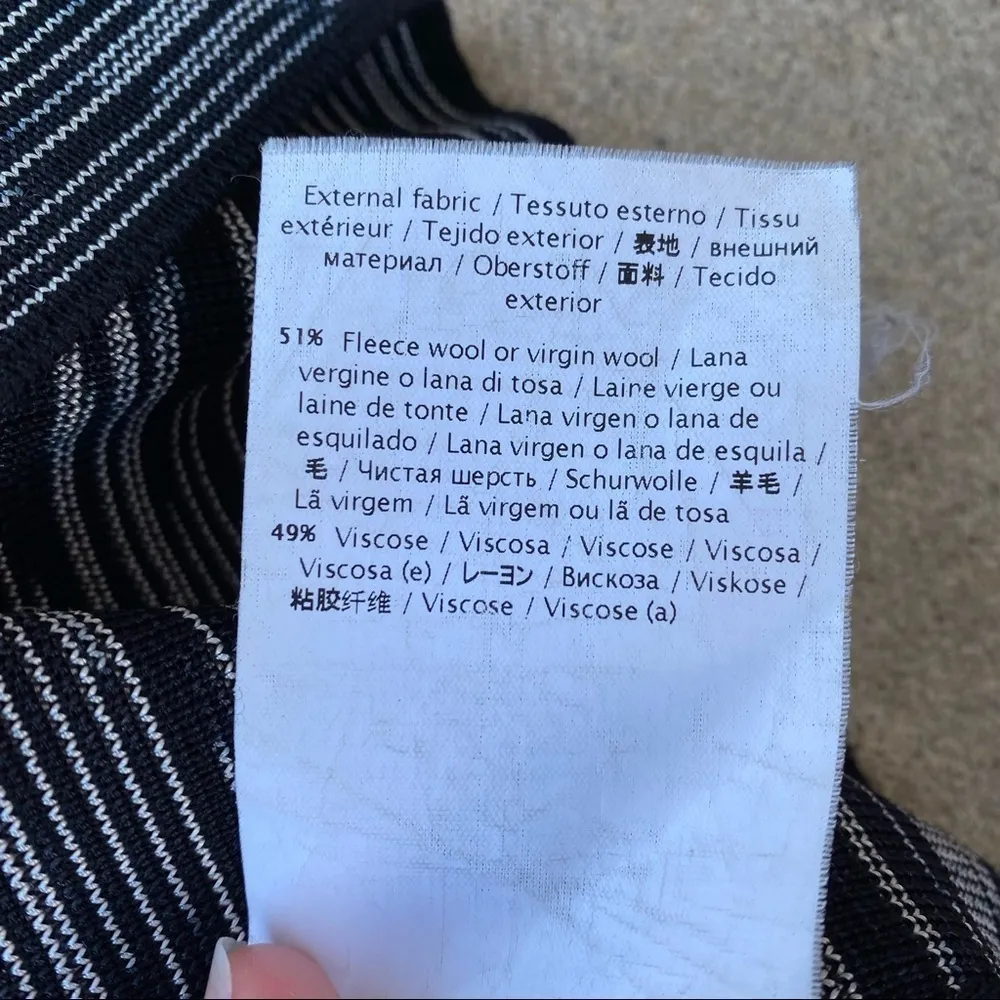 External fabric / Tessuto esterno / Tissu
extérieur / Tejido exterior / 表地 / внешний
материал / Oberstoff / 面料 / Tecido
exterior
51% Fleece wool or virgin wool / Lana
vergine o lana di tosa / Laine vierge ou
laine de tonte / Lana virgen o lana de
esquilado / Lana virgen o lana de esquila /
毛 / Чистая шерсть / Schurwolle / 羊毛 /
Lã virgem / Lã virgem ou lã de tosa
49% Viscose / Viscosa / Viscose / Viscosa /
Viscosa (e) / レーヨン / Вискоза / Viskose /
粘胶纤维 / Viscose / Viscose (a)